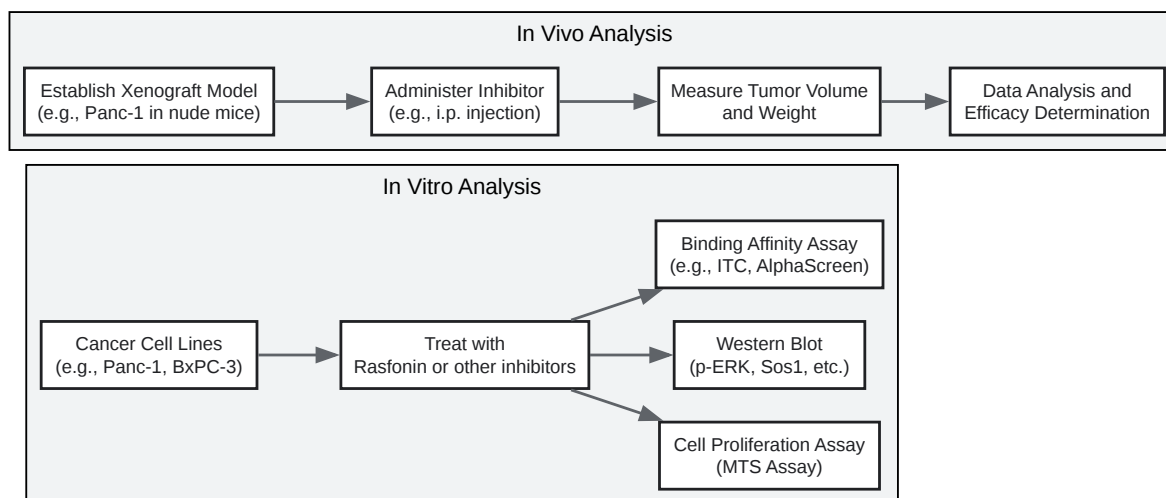 In Vivo Analysis
Establish Xenograft Model
(e.g., Panc-1 in nude mice)
Administer Inhibitor
(e.g., i.p. injection)
Measure Tumor Volume
and Weight
Data Analysis and
Efficacy Determination
In Vitro Analysis
Cancer Cell Lines
(e.g., Panc-1, BxPC-3)
Treat with
Rasfonin or other inhibitors
Binding Affinity Assay
(e.g., ITC, AlphaScreen)
Western Blot
(p-ERK, Sos1, etc.)
Cell Proliferation Assay
(MTS Assay)